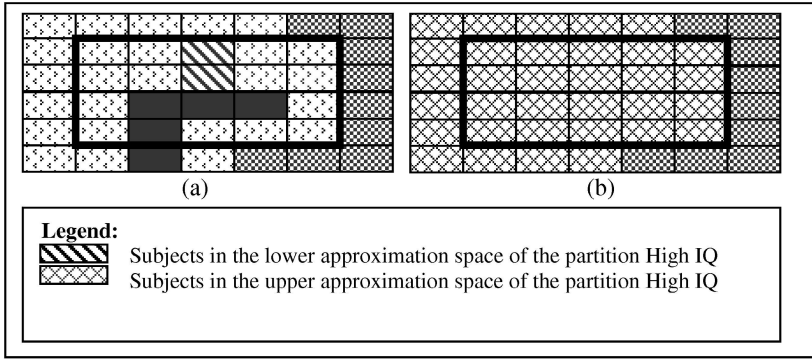 (a)
(b)
Legend:
Subjects in the lower approximation space of the partition High IQ
Subjects in the upper approximation space of the partition High IQ